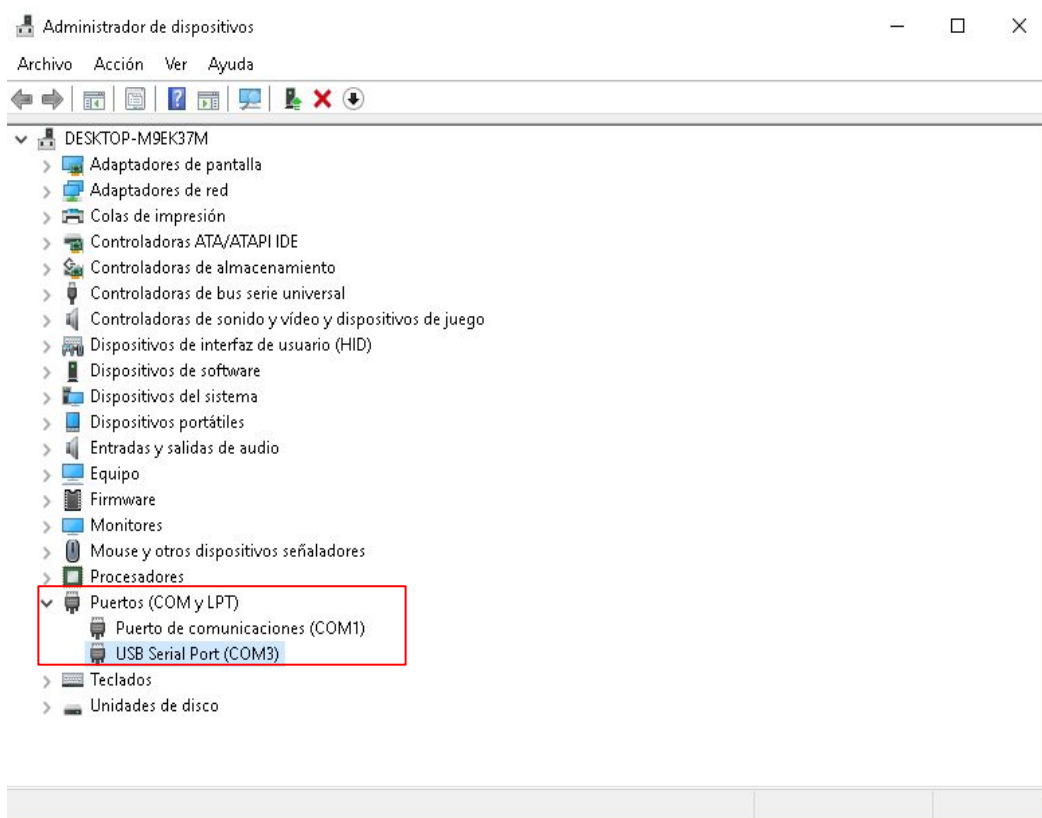 Administrador de dispositivos
Archivo Acción Ver Ayuda
DESKTOP-M9EK37M
Adaptadores de pantalla
Adaptadores de red
Colas de impresión
Controladoras ATA/ATAPI IDE
Controladoras de almacenamiento
Controladoras de bus serie universal
Controladoras de sonido y vídeo y dispositivos de juego
Dispositivos de interfaz de usuario (HID)
Dispositivos de software
Dispositivos del sistema
Dispositivos portátiles
Entradas y salidas de audio
Equipo
Firmware
Monitores
Mouse y otros dispositivos señaladores
Procesadores
Puertos (COM y LPT)
Puerto de comunicaciones (COM1)
USB Serial Port (COM3)
Teclados
Unidades de disco